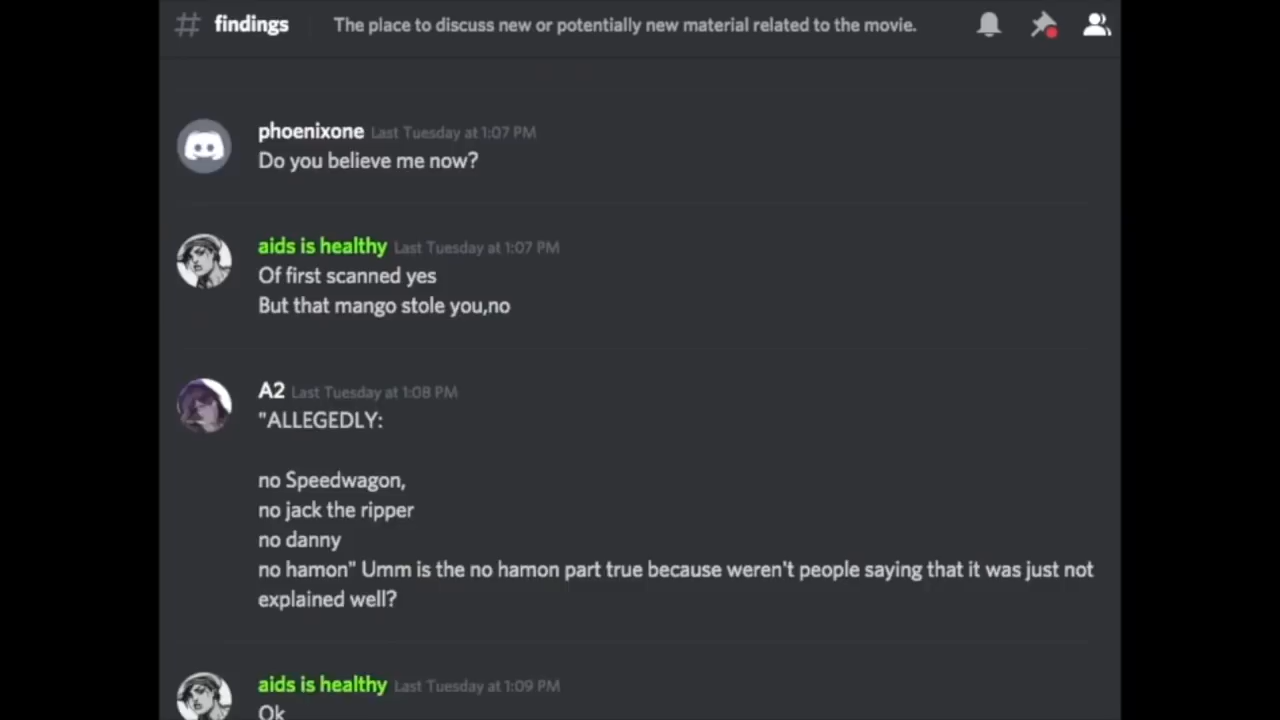 findings The place to discuss new or potentially new material related to the movie.
phoenixone Last Tuesday at 1:07 PM
Do you believe me now?
aids is healthy Last Tuesday at 1:07 PM
Of first scanned yes
But that mango stole you,no
A2 Last Tuesday at 1:08 PM
"ALLEGEDLY:
no Speedwagon,
no jack the ripper
no danny
no hamon" Umm is the no hamon part true because weren't people saying that it was just not
explained well?
aids is healthy Last Tuesday at 1:09 PM
Ok